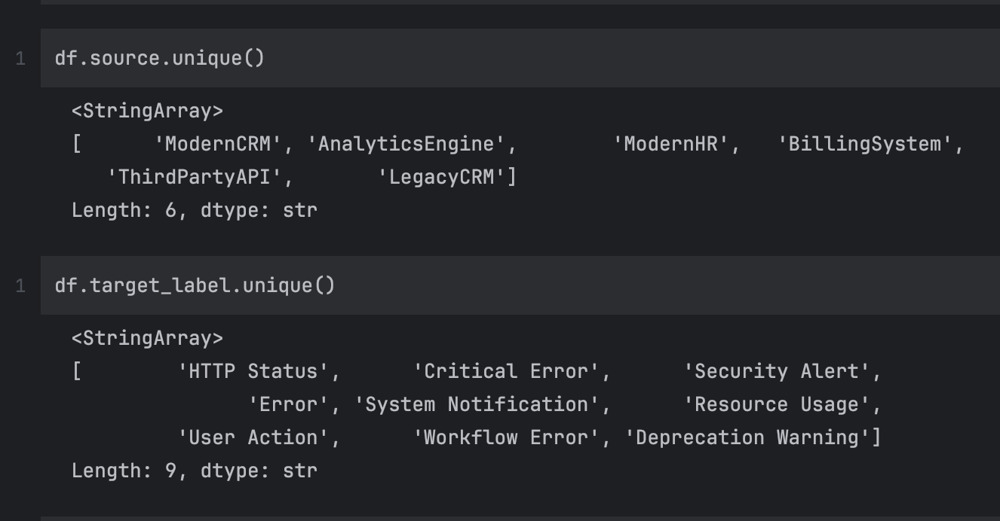 1 df.source.unique()
<StringArray>
[      'ModernCRM', 'AnalyticsEngine',        'ModernHR',   'BillingSystem',
   'ThirdPartyAPI',       'LegacyCRM']
Length: 6, dtype: str
1 df.target_label.unique()
<StringArray>
[        'HTTP Status',      'Critical Error',      'Security Alert',
               'Error', 'System Notification',      'Resource Usage',
         'User Action',      'Workflow Error', 'Deprecation Warning']
Length: 9, dtype: str